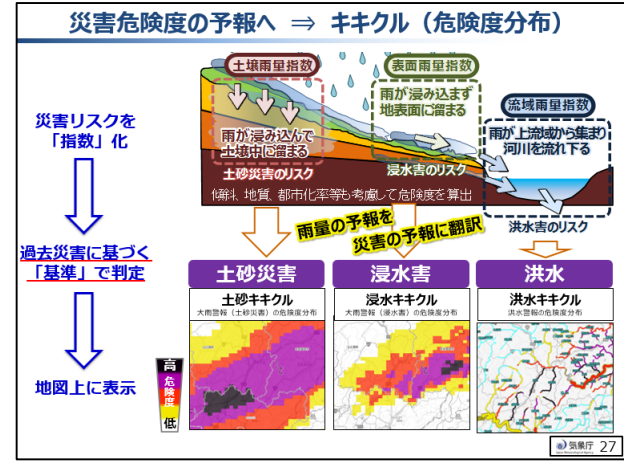 災害危険度の予報へ ⇒ キキクル（危険度分布）
土壌雨量指数
表面雨量指数
流域雨量指数
雨が浸み込まず
地表面に留まる
雨が浸み込んで
土壌中に留まる
雨が上流域から集まり
河川を流れ下る
土砂災害のリスク
浸水害のリスク
洪水害のリスク
傾斜、地質、都市化率等も考慮して危険度を算出
災害リスクを
「指数」化
過去災害に基づく
「基準」で判定
地図上に表示
雨量の予報を
災害の予報に翻訳
土砂災害
浸水害
洪水
土砂キキクル
大雨警報（土砂災害）の危険度分布
浸水キキクル
大雨警報（浸水害）の危険度分布
洪水キキクル
洪水警報の危険度分布
高
危険度
低
気象庁
27